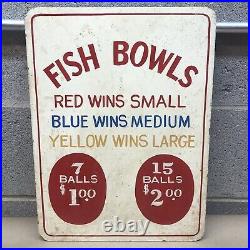 FISH BOWLS
RED WINS SMALL
BLUE WINS MEDIUM
YELLOW WINS LARGE
7
BALLS
$1.00
15
BALLS
$2.00